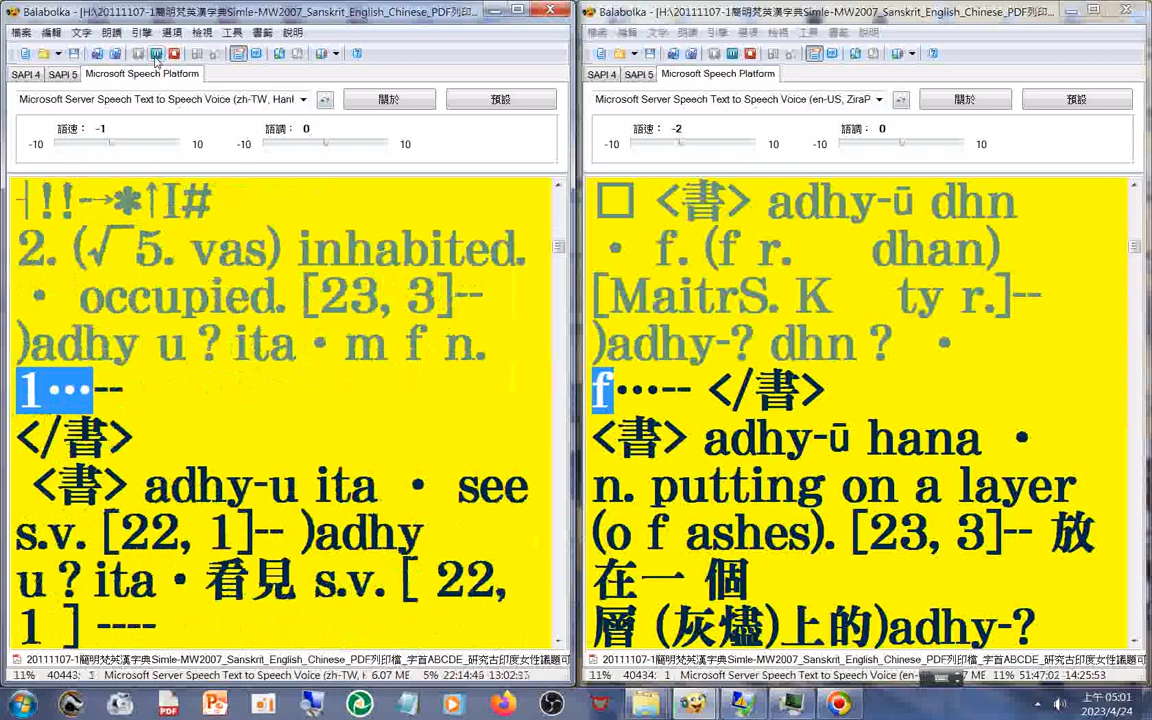 Balabolka - [H:\20111107-1簡明梵英漢字典Simle-MW2007_Sanskrit_English_Chinese_PDF列印...
檔案 編輯 文字 朗讀 引擎 選項 檢視 工具 書籤 說明
SAPI 4 SAPI 5 Microsoft Speech Platform
Microsoft Server Speech Text to Speech Voice (zh-TW, HanH
關於 預設
語速： -1 語調： 0
-10 10 -10 10
┤!!→*↑I#
2. (√ 5. vas) inhabited.
• occupied. [23, 3]--
)adhy u ? ita • m f n.
1…--
</書>
<書> adhy-u ita • see
s.v. [22, 1]-- )adhy
u ? ita • 看見 s.v. [ 22,
1 ] ----
20111107-1簡明梵英漢字典Simle-MW2007_Sanskrit_English_Chinese_PDF列印檔_字首ABCDE_研究古印度女性議題可
11% 40443: 1 Microsoft Server Speech Text to Speech Voice (zh-TW, H 6.07 ME 5% 22:14:46 13:02:37
Balabolka - [H:\20111107-1簡明梵英漢字典Simle-MW2007_Sanskrit_English_Chinese_PDF列印...
檔案 編輯 文字 朗讀 引擎 選項 檢視 工具 書籤 說明
SAPI 4 SAPI 5 Microsoft Speech Platform
Microsoft Server Speech Text to Speech Voice (en-US, ZiraP
關於 預設
語速： -2 語調： 0
-10 10 -10 10
□ <書> adhy-ū dhn
• f. (f r. dhan)
[MaitrS. K ty r.]--
)adhy-? dhn ? •
f…-- </書>
<書> adhy-ū hana •
n. putting on a layer
(o f ashes). [23, 3]-- 放
在一 個
層 (灰燼)上的)adhy-?
20111107-1簡明梵英漢字典Simle-MW2007_Sanskrit_English_Chinese_PDF列印檔_字首ABCDE_研究古印度女性議題可
11% 40434: 1 Microsoft Server Speech Text to Speech Voice (en-US, 11% 51:47:02 14:25:53
上午 05:01
2023/4/24